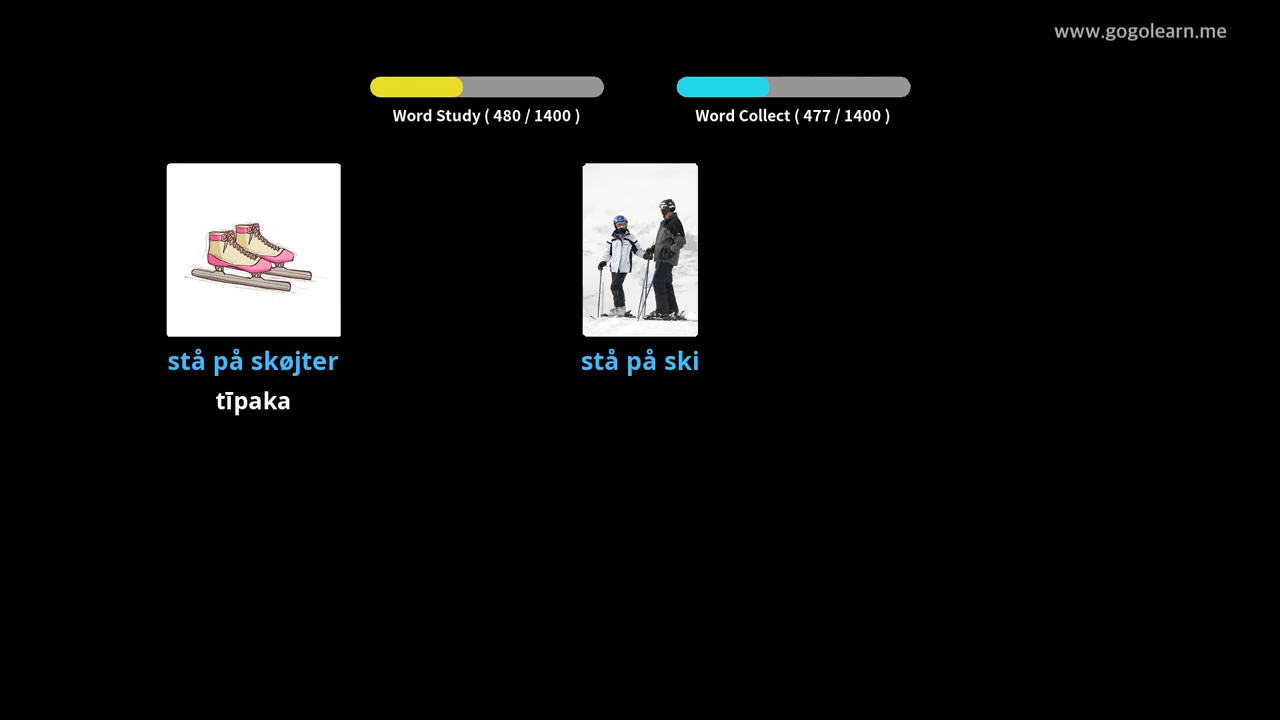 www.gogolearn.me
Word Study ( 480 / 1400 )
Word Collect ( 477 / 1400 )
stå på skøjter
stå på ski
tīpaka